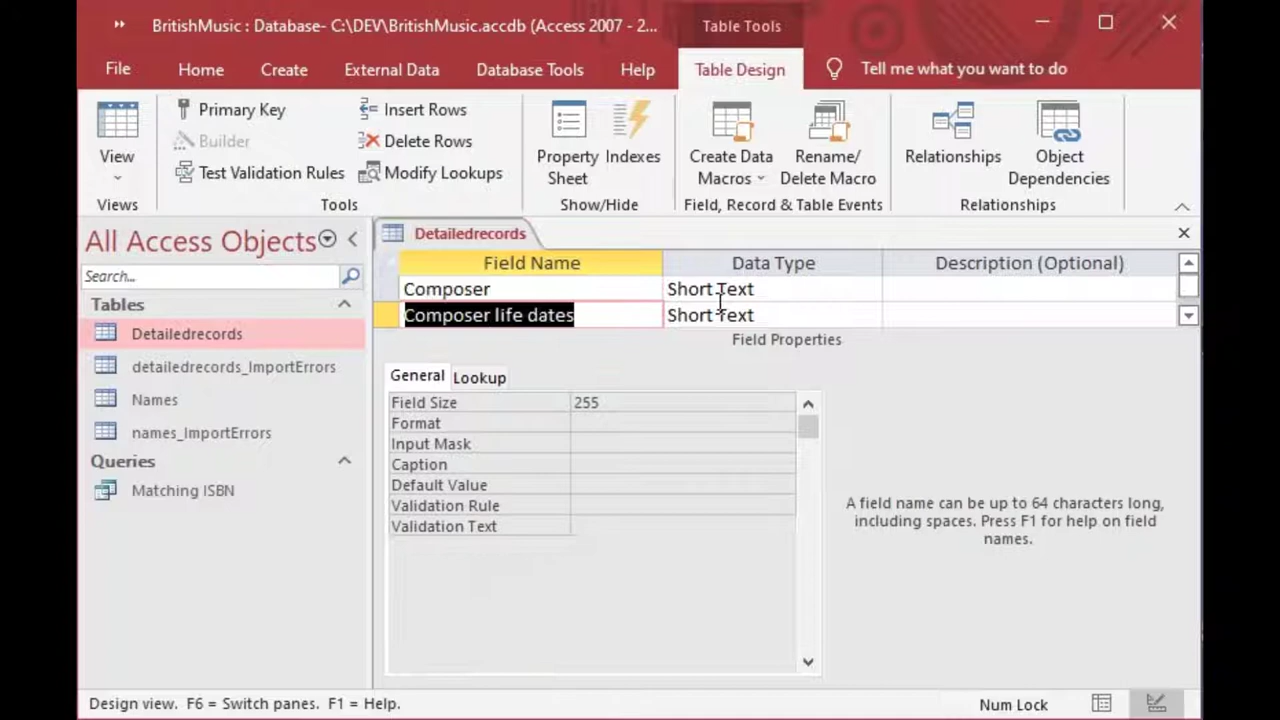 BritishMusic : Database- C:\DEV\BritishMusic.accdb (Access 2007 - 2...
Table Tools
File
Home
Create
External Data
Database Tools
Help
Table Design
Tell me what you want to do
View
Primary Key
Builder
Test Validation Rules
Insert Rows
Delete Rows
Modify Lookups
Property Sheet
Indexes
Create Data Macros
Rename/ Delete Macro
Relationships
Object Dependencies
Views
Tools
Show/Hide
Field, Record & Table Events
Relationships
All Access Objects
Search...
Tables
Detailedrecords
detailedrecords_ImportErrors
Names
names_ImportErrors
Queries
Matching ISBN
Detailedrecords
Field Name Data Type Description (Optional)
Composer Short Text
Composer life dates Short Text
Field Properties
General Lookup
Field Size 255
Format
Input Mask
Caption
Default Value
Validation Rule
Validation Text
A field name can be up to 64 characters long,
including spaces. Press F1 for help on field
names.
Design view. F6 = Switch panes. F1 = Help.
Num Lock